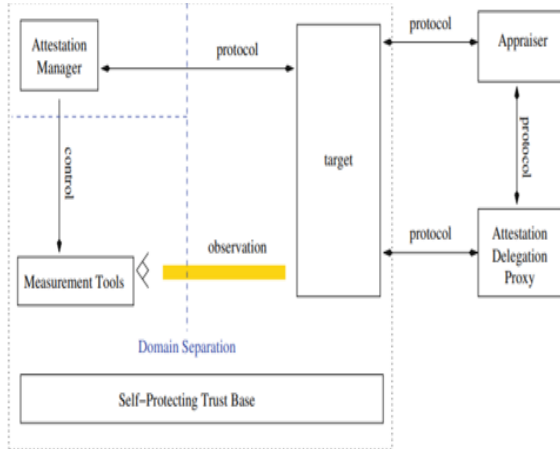 Attestation
Manager
protocol
protocol
Appraiser
control
target
protocol
observation
protocol
Attestation
Delegation
Proxy
Measurement Tools
Domain Separation
Self-Protecting Trust Base